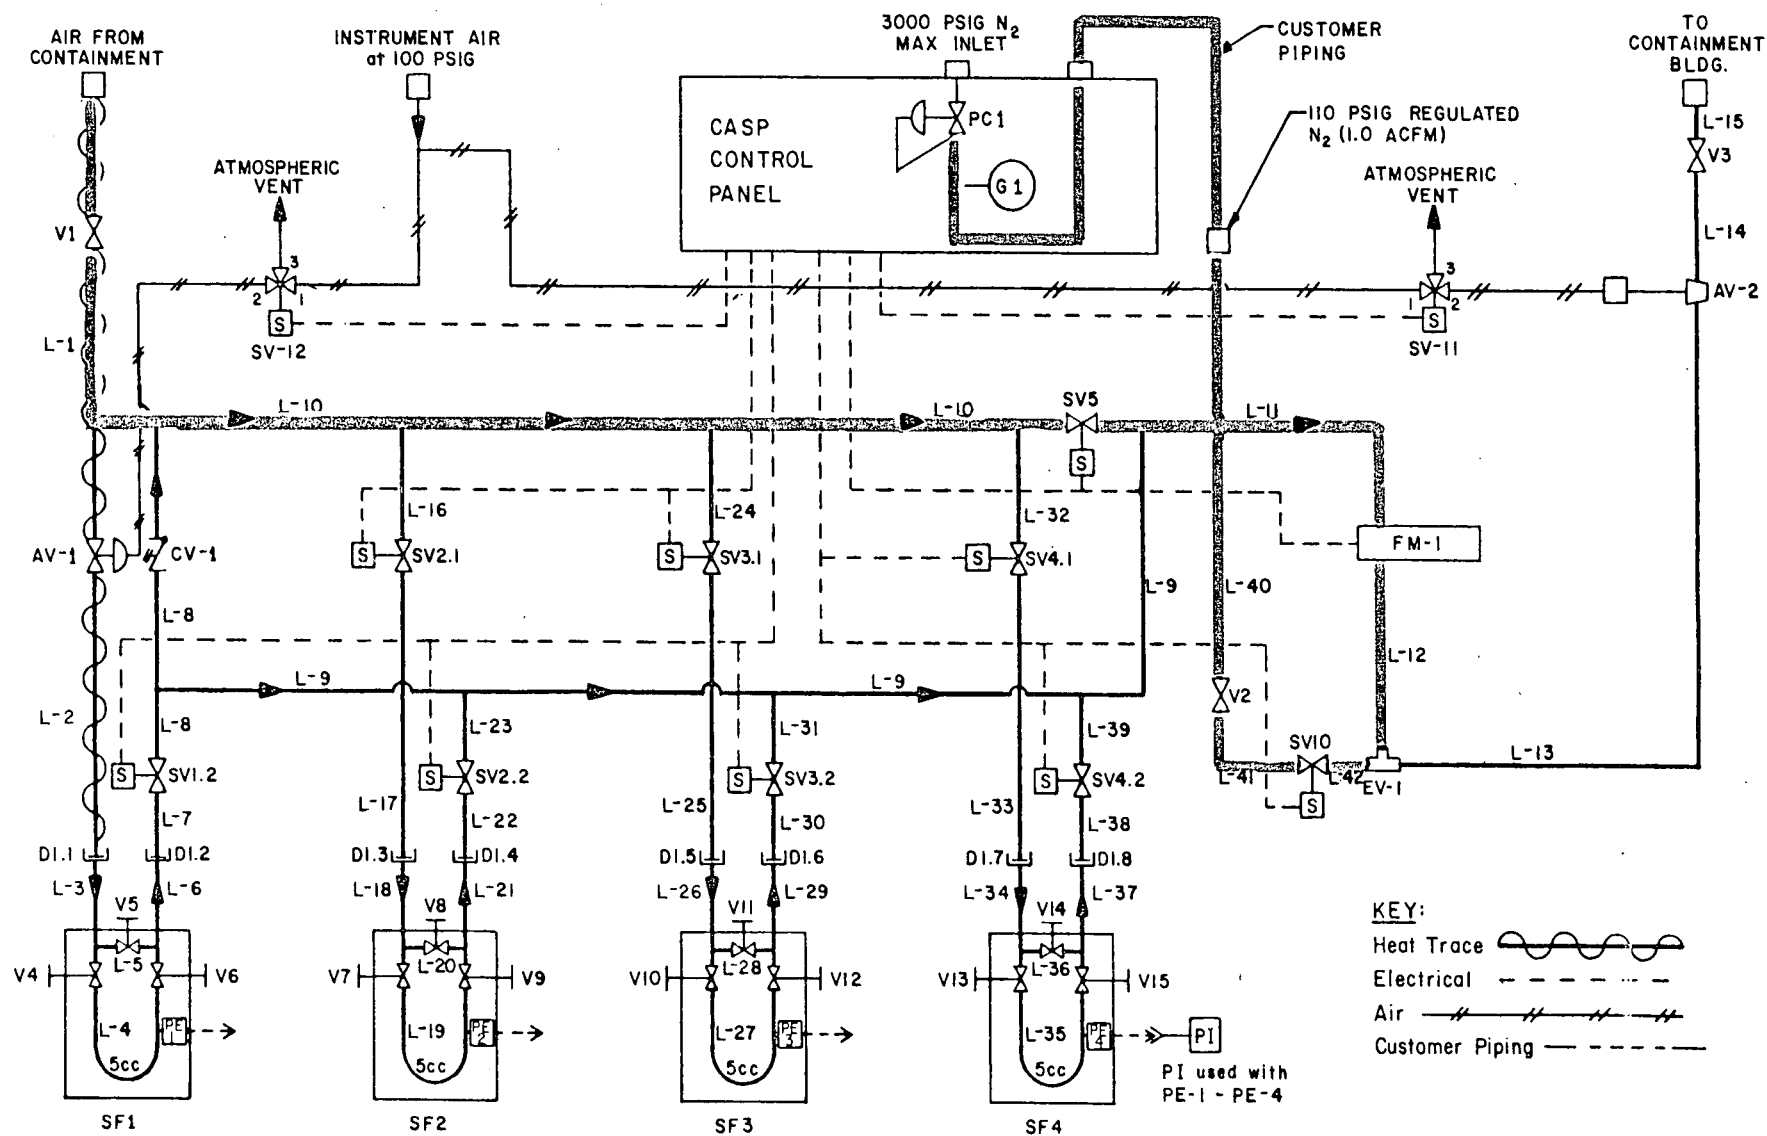 AIR FROM
CONTAINMENT
INSTRUMENT AIR
at 100 PSIG
3000 PSIG N2
MAX INLET
CUSTOMER
PIPING
TO
CONTAINMENT
BLDG.
L-15
V3
CASP
CONTROL
PANEL
PC1
G1
110 PSIG REGULATED
N2 (1.0 ACFM)
ATMOSPHERIC
VENT
ATMOSPHERIC
VENT
V1
L-14
3
2
1
S
SV-12
3
1
2
S
SV-11
AV-2
L-1
L-10
L-10
SV5
S
L-11
L-16
L-24
L-32
AV-1
CV-1
S
SV2.1
S
SV3.1
S
SV4.1
FM-1
L-8
L-9
L-40
L-9
L-9
L-12
L-2
L-8
L-23
L-31
L-39
V2
SV10
L-13
S
SV1.2
S
SV2.2
S
SV3.2
S
SV4.2
L-41
L-42
EV-1
S
L-7
L-17
L-22
L-25
L-30
L-33
L-38
D1.1
D1.2
D1.3
D1.4
D1.5
D1.6
D1.7
D1.8
L-3
L-6
L-18
L-21
L-26
L-29
L-34
L-37
V5
V8
V11
V14
L-5
L-20
L-28
L-36
V4
V6
V7
V9
V10
V12
V13
V15
L-4
PE
1
L-19
PE
2
L-27
PE
3
L-35
PE
4
PI
5cc
5cc
5cc
5cc
PI used with
PE-1 - PE-4
SF1
SF2
SF3
SF4
KEY:
Heat Trace
Electrical
Air
Customer Piping